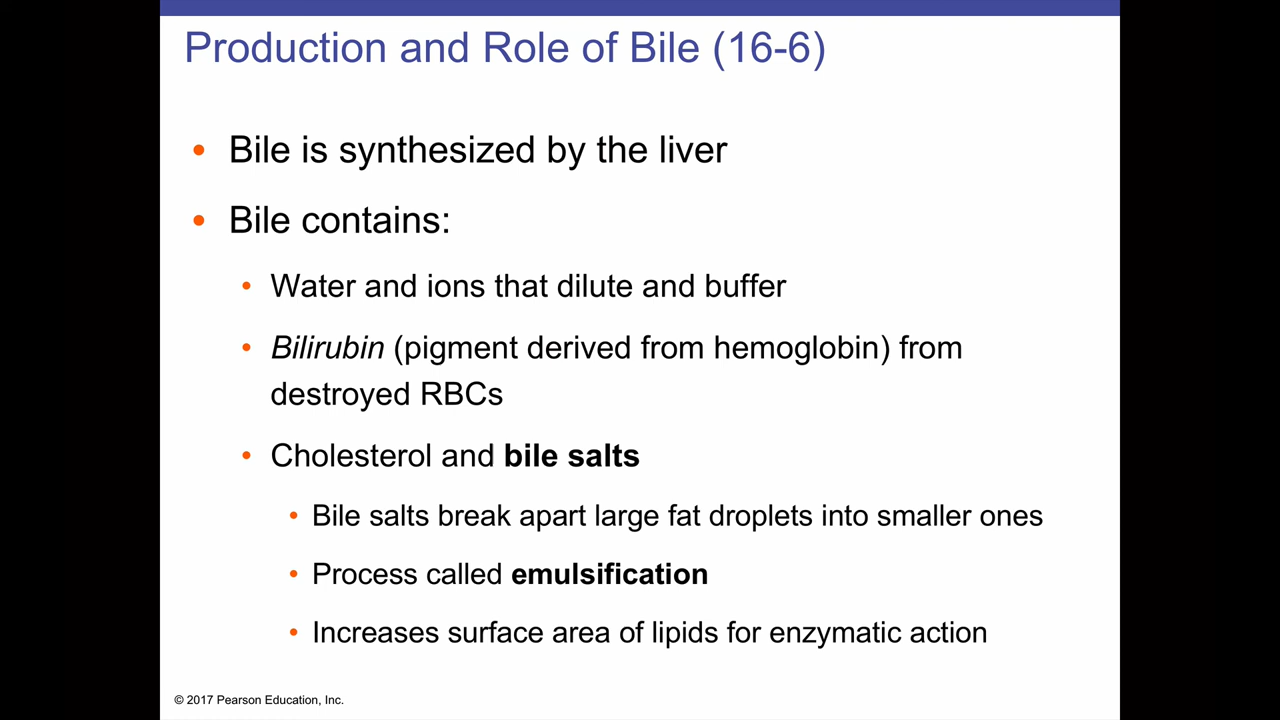 Production and Role of Bile (16-6)
• Bile is synthesized by the liver
• Bile contains:
• Water and ions that dilute and buffer
• Bilirubin (pigment derived from hemoglobin) from
destroyed RBCs
• Cholesterol and bile salts
• Bile salts break apart large fat droplets into smaller ones
• Process called emulsification
• Increases surface area of lipids for enzymatic action
© 2017 Pearson Education, Inc.